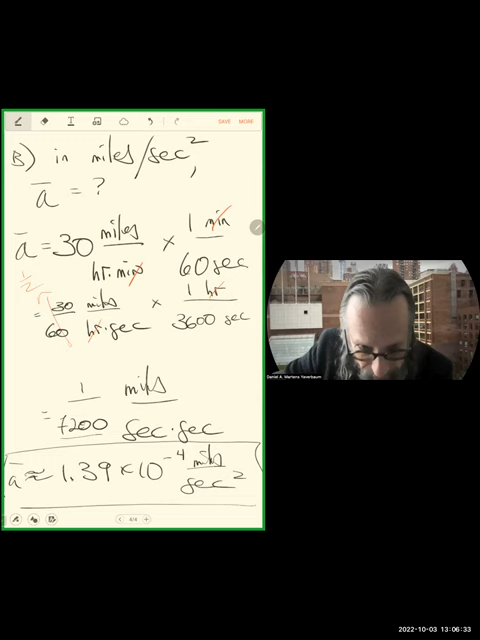 SAVE MORE
B) in miles/sec²,
ā = ?
ā = 30 miles/hr.min × 1 min/60 sec
1/2
= 30/60 miles/hr.sec × 1 hr/3600 sec
= 1/7200 miles/sec.sec
ā ≈ 1.39 × 10⁻⁴ miles/sec²
4/4
Daniel A. Martens Yaverbaum
2022-10-03 13:06:33